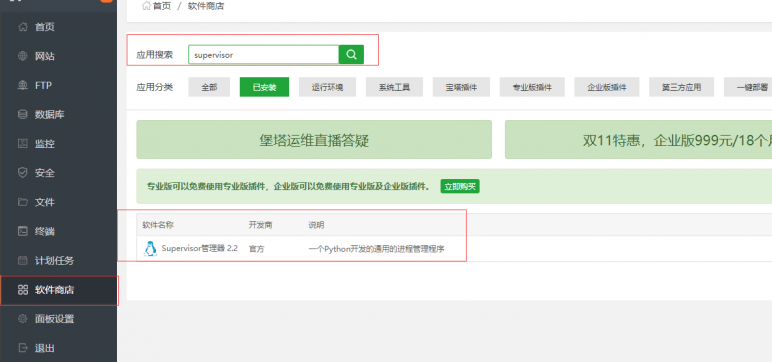 首页 / 软件商店
首页
网站
FTP
数据库
监控
安全
文件
终端
计划任务
软件商店
面板设置
退出
应用搜索 supervisor
应用分类 全部 已安装 运行环境 系统工具 宝塔插件 专业版插件 企业版插件 第三方应用 一键部署
堡塔运维直播答疑 双11特惠，企业版999元/18个月
专业版可以免费使用专业版插件，企业版可以免费使用专业版及企业版插件。 立即购买
软件名称 开发商 说明
Supervisor管理器 2.2 官方 一个Python开发的通用的进程管理程序